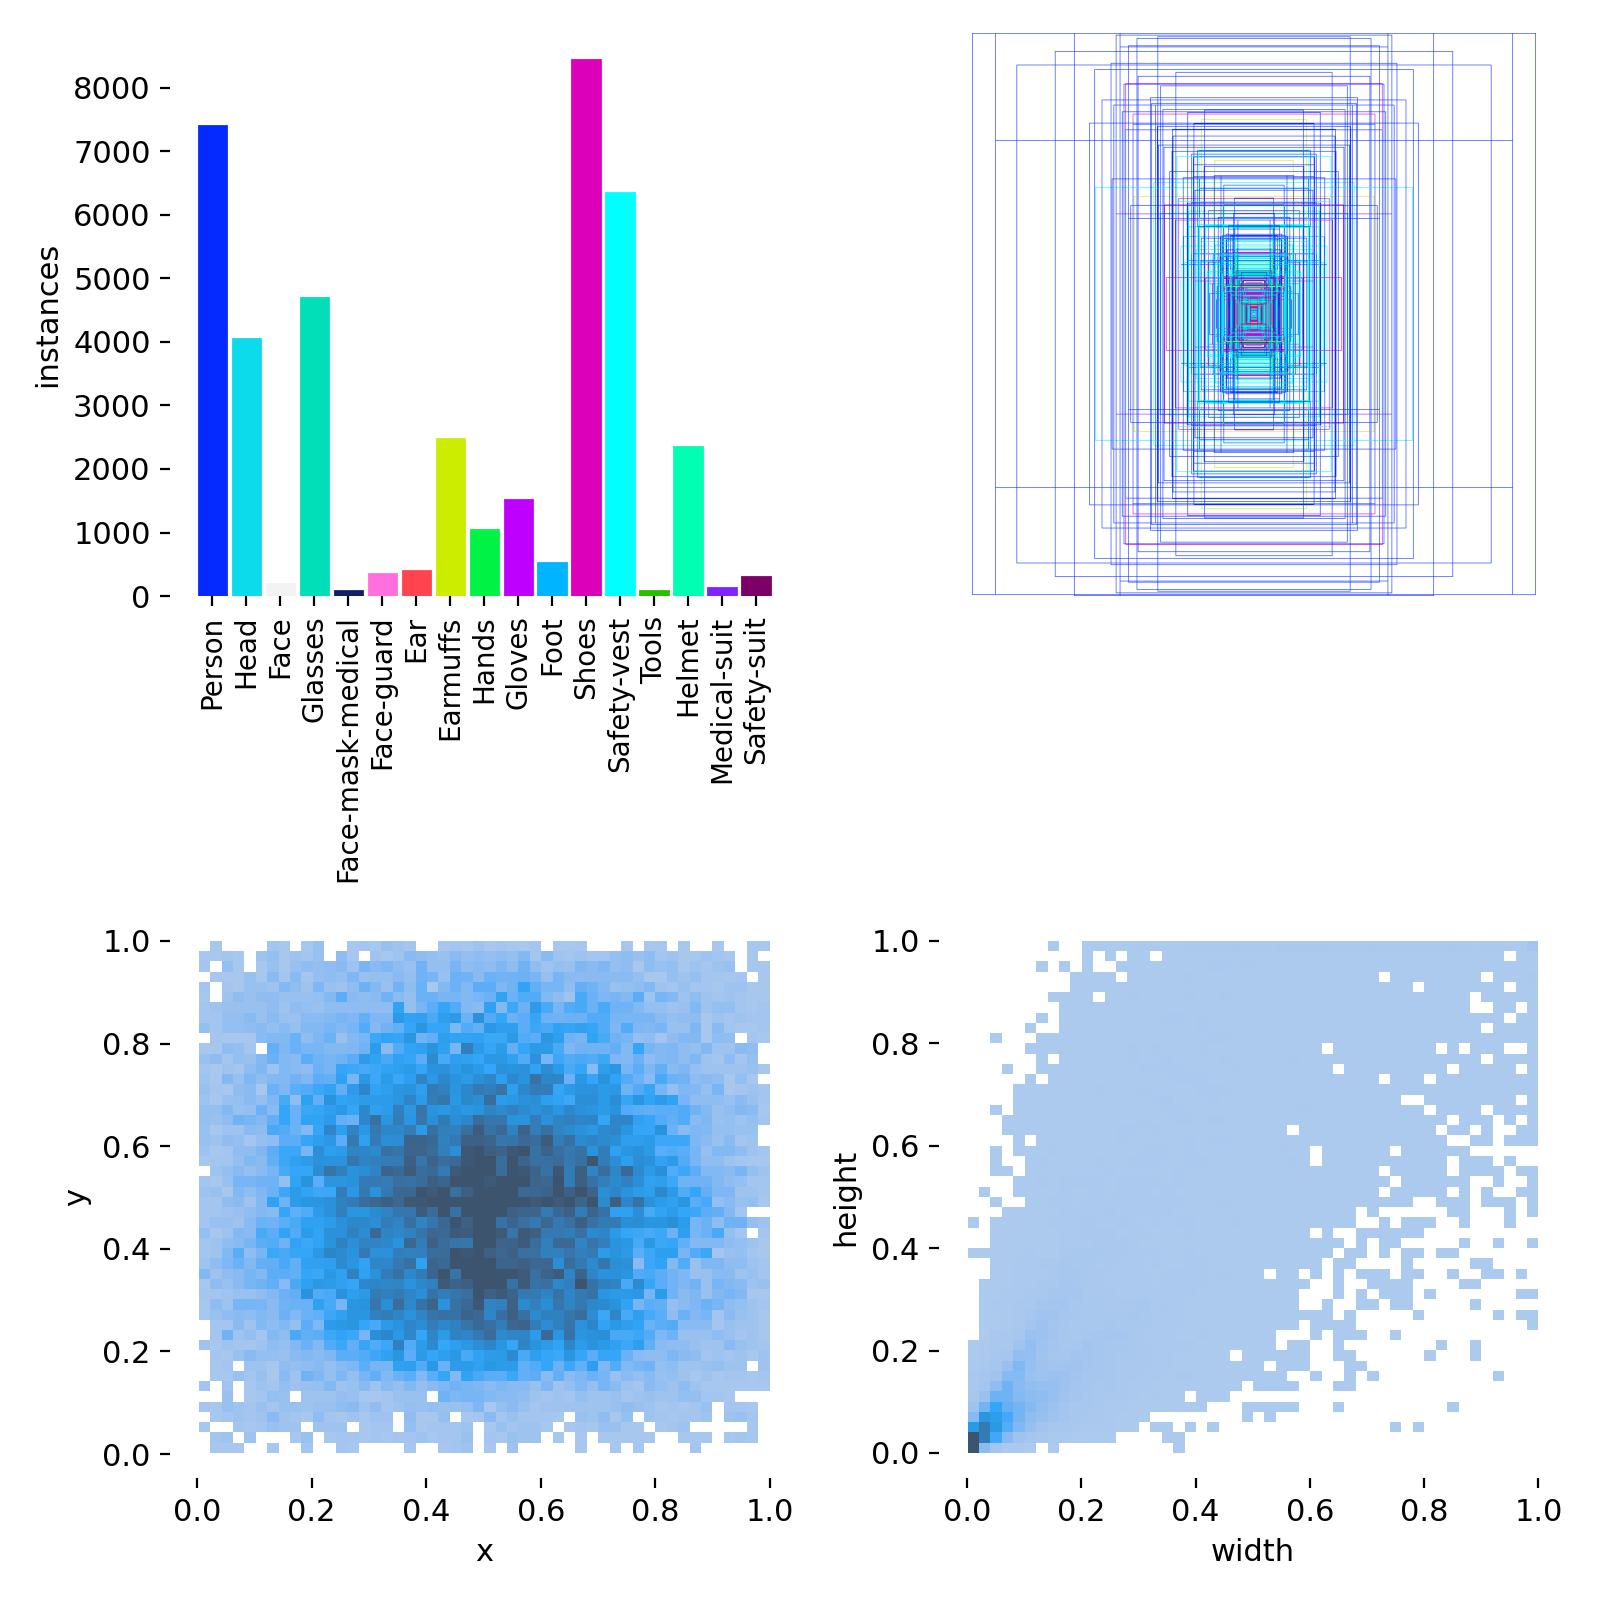 8000
7000
6000
5000
4000
3000
2000
1000
0
instances
Person
Head
Face
Glasses
Face-mask-medical
Face-guard
Ear
Earmuffs
Hands
Gloves
Foot
Shoes
Safety-vest
Tools
Helmet
Medical-suit
Safety-suit
1.0
0.8
0.6
0.4
0.2
0.0
y
0.0 0.2 0.4 0.6 0.8 1.0
x
1.0
0.8
0.6
0.4
0.2
0.0
height
0.0 0.2 0.4 0.6 0.8 1.0
width